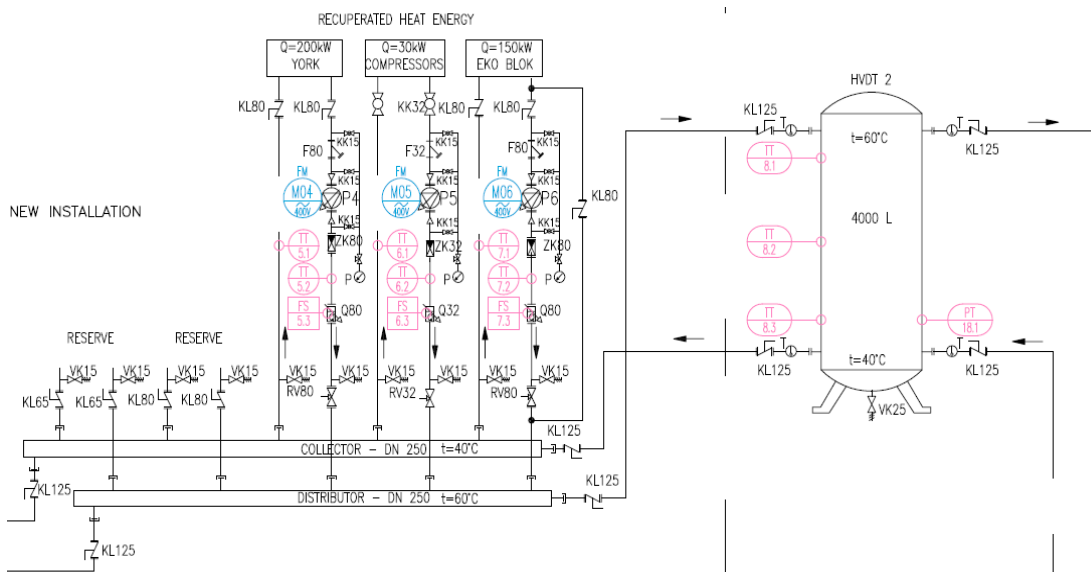 RECUPERATED HEAT ENERGY
Q=200kW
YORK
Q=30kW
COMPRESSORS
Q=150kW
EKO BLOK
HVDT 2
KL80
KL80
KK32
KL80
KL80
KL125
t=60°C
KL125
KK15
KK15
KK15
F80
F32
F80
TT
8.1
FM
FM
FM
KK15
KK15
KK15
M04
400V
P4
M05
400V
P5
M06
400V
P6
KL80
NEW INSTALLATION
4000 L
KK15
KK15
KK15
ZK80
ZK32
ZK80
TT
5.1
TT
6.1
TT
7.1
TT
8.2
TT
5.2
P
TT
6.2
P
TT
7.2
P
FS
5.3
Q80
FS
6.3
Q32
FS
7.3
Q80
TT
8.3
PT
18.1
RESERVE
RESERVE
t=40°C
KL125
KL125
VK15
VK15
VK15
VK15
VK15
VK15
VK15
VK15
VK15
VK15
KL65
KL65
KL80
KL80
RV80
RV32
RV80
VK25
KL125
COLLECTOR - DN 250 t=40°C
KL125
KL125
DISTRIBUTOR - DN 250 t=60°C
KL125